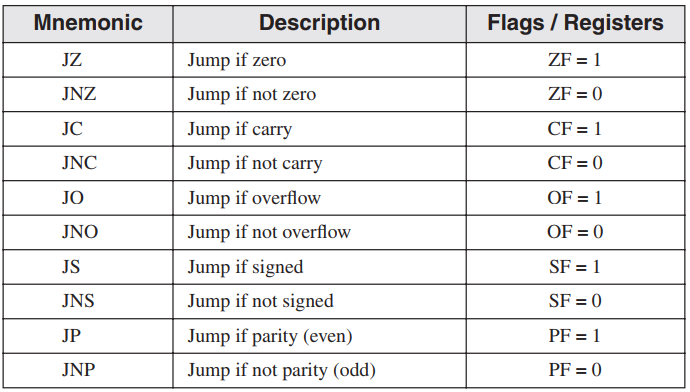 Mnemonic Description Flags / Registers
JZ Jump if zero ZF = 1
JNZ Jump if not zero ZF = 0
JC Jump if carry CF = 1
JNC Jump if not carry CF = 0
JO Jump if overflow OF = 1
JNO Jump if not overflow OF = 0
JS Jump if signed SF = 1
JNS Jump if not signed SF = 0
JP Jump if parity (even) PF = 1
JNP Jump if not parity (odd) PF = 0